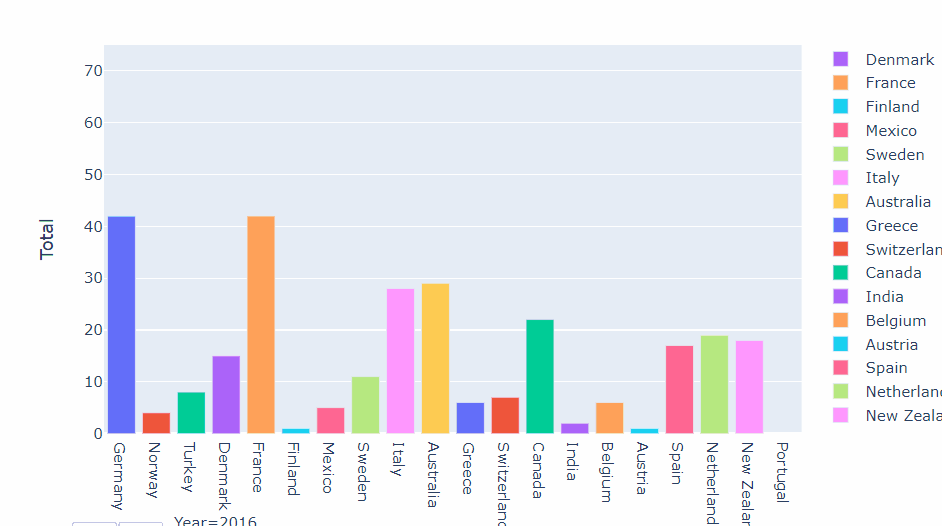 70
60
50
40
30
20
10
0
Total
Germany
Norway
Turkey
Denmark
France
Finland
Mexico
Sweden
Italy
Australia
Greece
Switzerland
Canada
India
Belgium
Austria
Spain
Netherland
New Zealan
Portugal
Year=2016
Denmark
France
Finland
Mexico
Sweden
Italy
Australia
Greece
Switzerlan
Canada
India
Belgium
Austria
Spain
Netherland
New Zeala